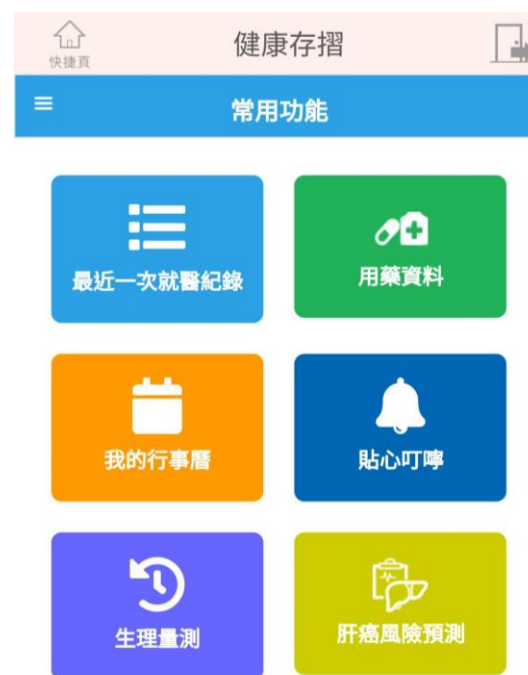 快捷頁
健康存摺
常用功能
最近一次就醫紀錄
用藥資料
我的行事曆
貼心叮嚀
生理量測
肝癌風險預測